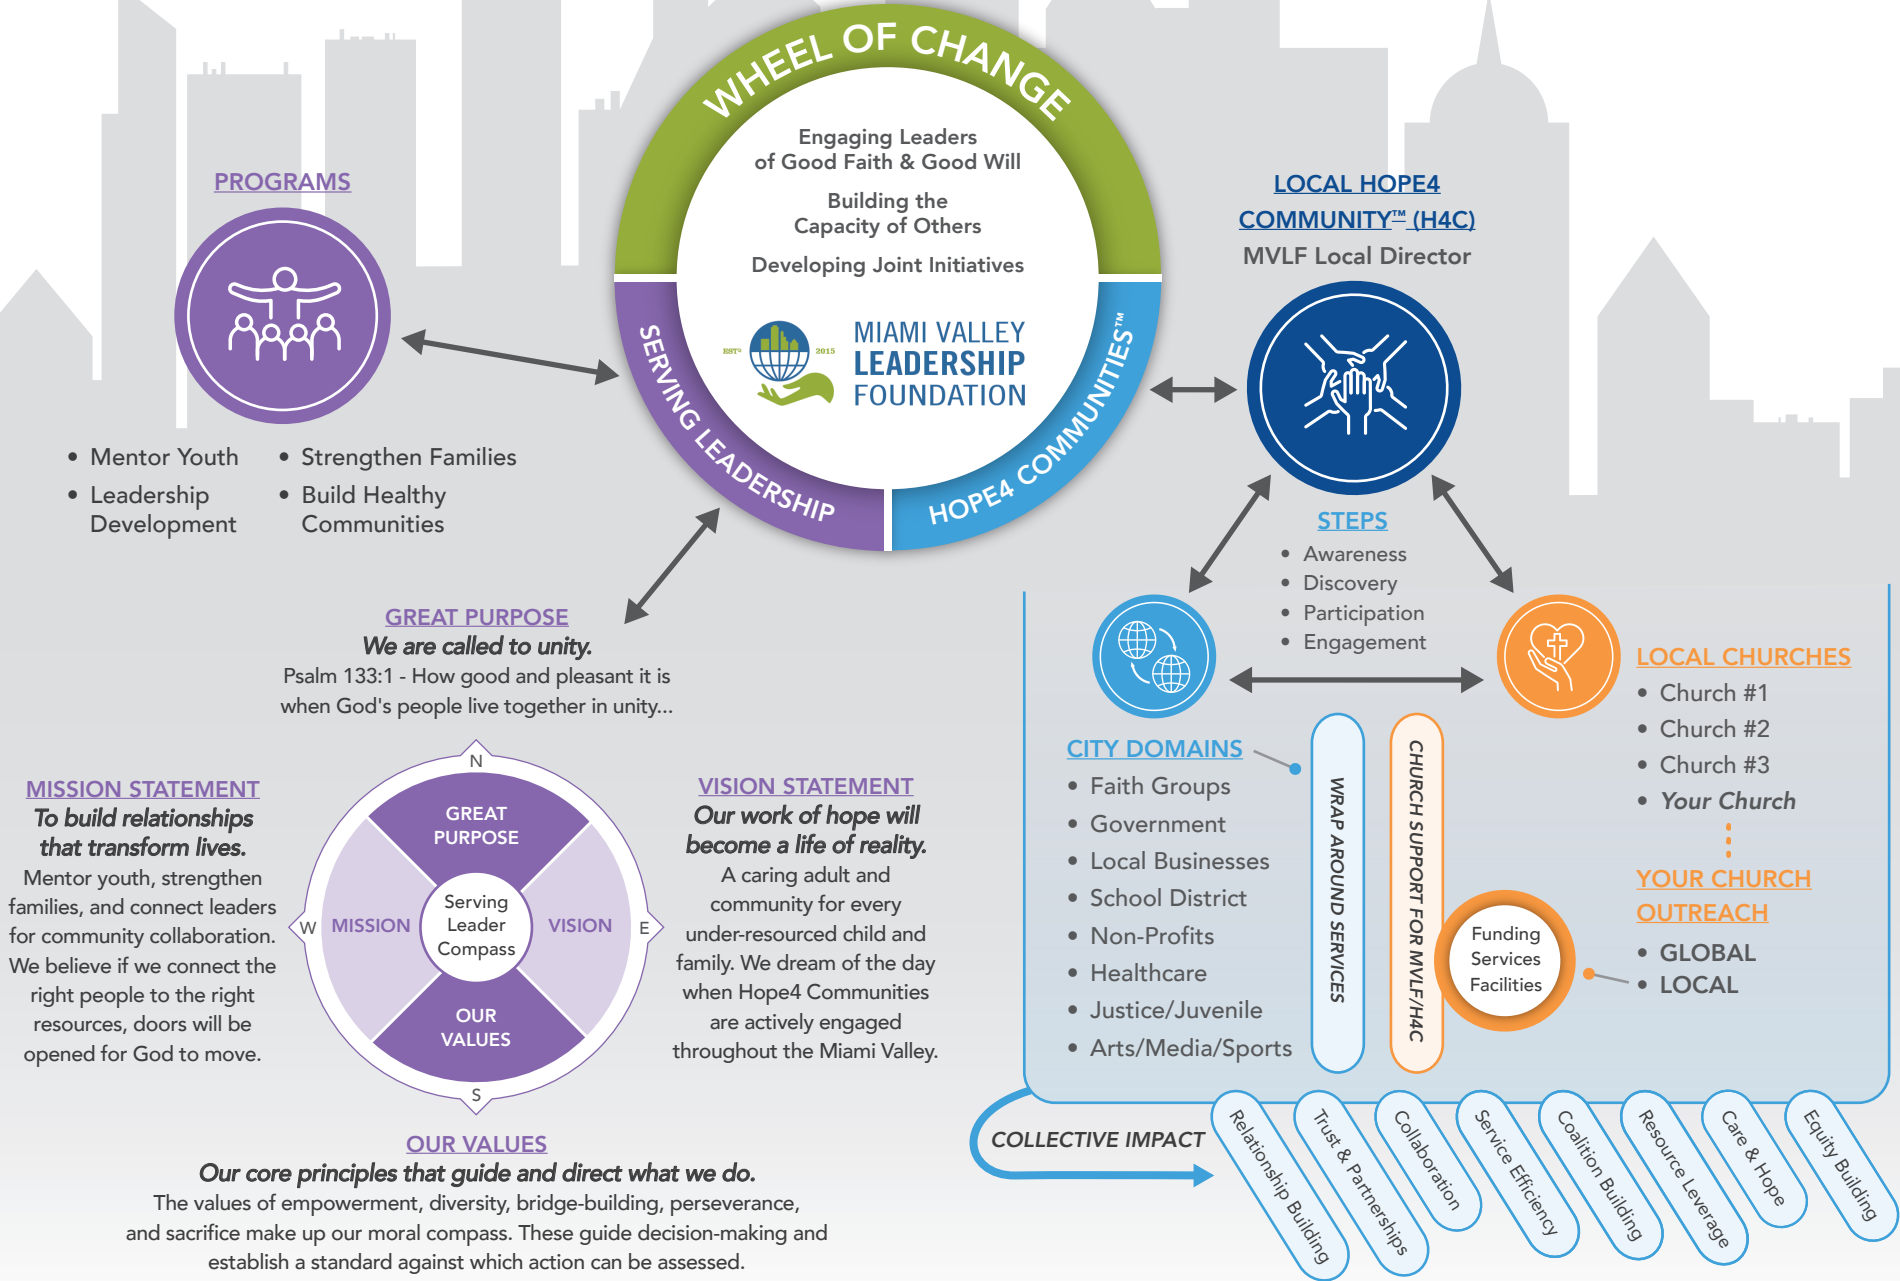 WHEEL OF CHANGE
Engaging Leaders
of Good Faith & Good Will
Building the
Capacity of Others
Developing Joint Initiatives
ESTD 2015
MIAMI VALLEY
LEADERSHIP
FOUNDATION
SERVING LEADERSHIP
HOPE4 COMMUNITIES™
PROGRAMS
• Mentor Youth
• Leadership
Development
• Strengthen Families
• Build Healthy
Communities
GREAT PURPOSE
We are called to unity.
Psalm 133:1 - How good and pleasant it is
when God's people live together in unity...
MISSION STATEMENT
To build relationships
that transform lives.
Mentor youth, strengthen
families, and connect leaders
for community collaboration.
We believe if we connect the
right people to the right
resources, doors will be
opened for God to move.
N
GREAT
PURPOSE
W
MISSION
Serving
Leader
Compass
VISION
E
OUR
VALUES
S
VISION STATEMENT
Our work of hope will
become a life of reality.
A caring adult and
community for every
under-resourced child and
family. We dream of the day
when Hope4 Communities
are actively engaged
throughout the Miami Valley.
OUR VALUES
Our core principles that guide and direct what we do.
The values of empowerment, diversity, bridge-building, perseverance,
and sacrifice make up our moral compass. These guide decision-making and
establish a standard against which action can be assessed.
LOCAL HOPE4
COMMUNITY™ (H4C)
MVLF Local Director
STEPS
• Awareness
• Discovery
• Participation
• Engagement
CITY DOMAINS
• Faith Groups
• Government
• Local Businesses
• School District
• Non-Profits
• Healthcare
• Justice/Juvenile
• Arts/Media/Sports
WRAP AROUND SERVICES
CHURCH SUPPORT FOR MVLF/H4C
LOCAL CHURCHES
• Church #1
• Church #2
• Church #3
• Your Church
YOUR CHURCH
OUTREACH
• GLOBAL
• LOCAL
Funding
Services
Facilities
COLLECTIVE IMPACT
Relationship Building
Trust & Partnerships
Collaboration
Service Efficiency
Coalition Building
Resource Leverage
Care & Hope
Equity Building